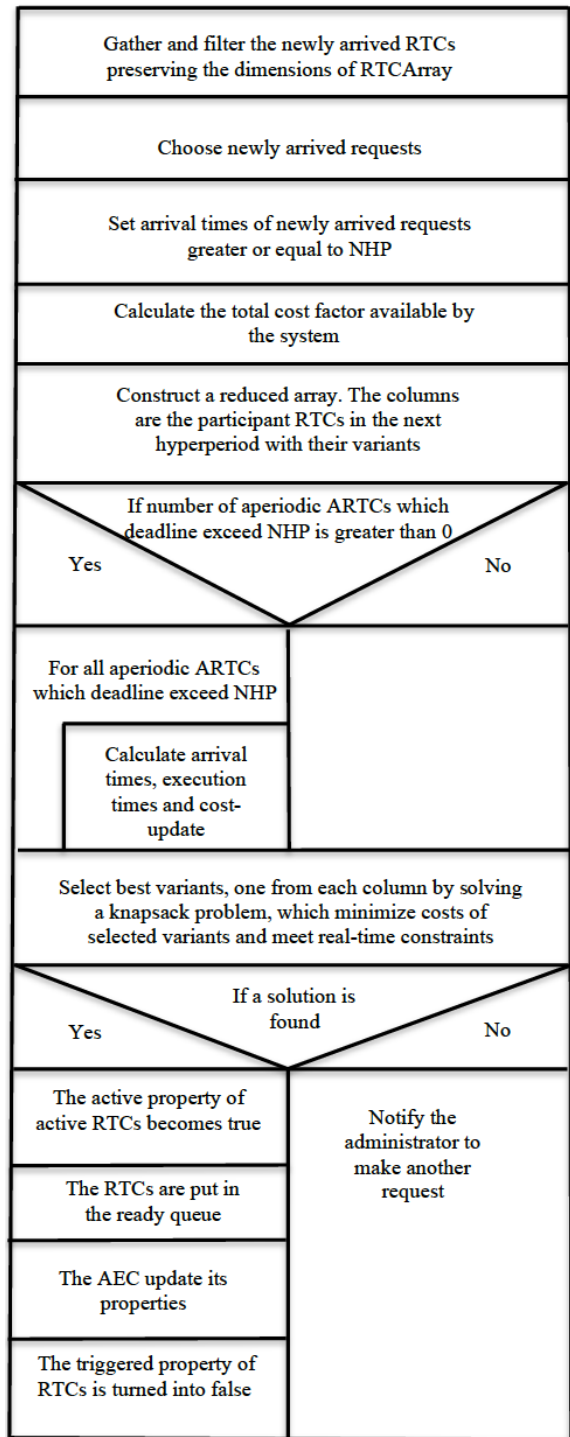 Gather and filter the newly arrived RTCs
preserving the dimensions of RTCArray
Choose newly arrived requests
Set arrival times of newly arrived requests
greater or equal to NHP
Calculate the total cost factor available by
the system
Construct a reduced array. The columns
are the participant RTCs in the next
hyperperiod with their variants
If number of aperiodic ARTCs which
deadline exceed NHP is greater than 0
Yes
No
For all aperiodic ARTCs
which deadline exceed NHP
Calculate arrival
times, execution
times and cost-
update
Select best variants, one from each column by solving
a knapsack problem, which minimize costs of
selected variants and meet real-time constraints
If a solution is
found
Yes
No
The active property of
active RTCs becomes true
Notify the
administrator to
make another
request
The RTCs are put in
the ready queue
The AEC update its
properties
The triggered property of
RTCs is turned into false